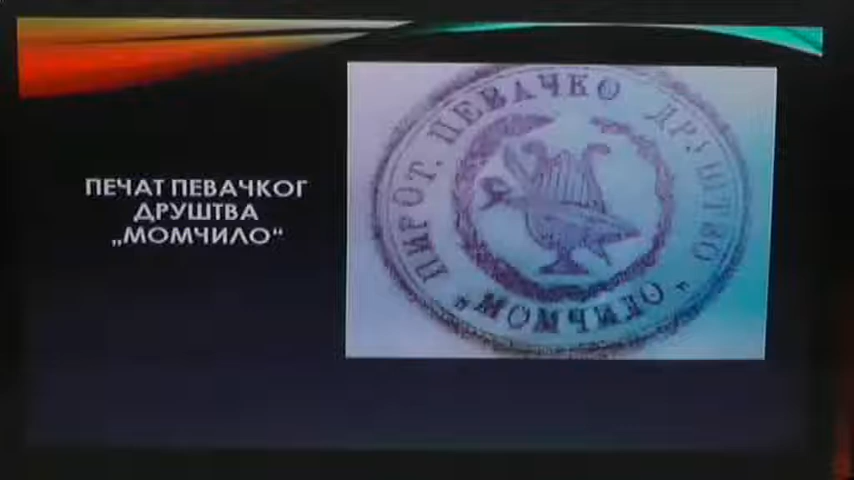 ПЕЧАТ ПЕВАЧКОГ
ДРУШТВА
„МОМЧИЛО“
ПИРОТ. ПЕВАЧКО ДРУШТВО
„МОМЧИЛО„